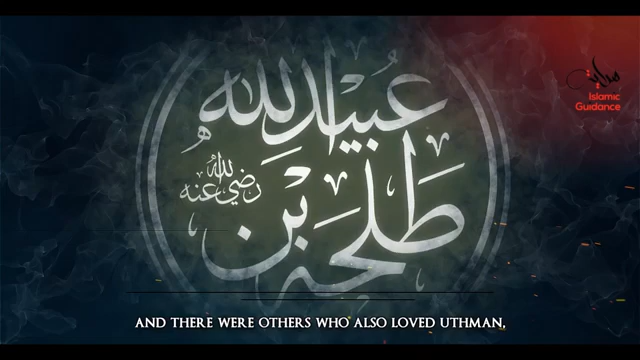 طلحة بن
عبيد الله
رضي الله عنه
Islamic
Guidance
AND THERE WERE OTHERS WHO ALSO LOVED UTHMAN,